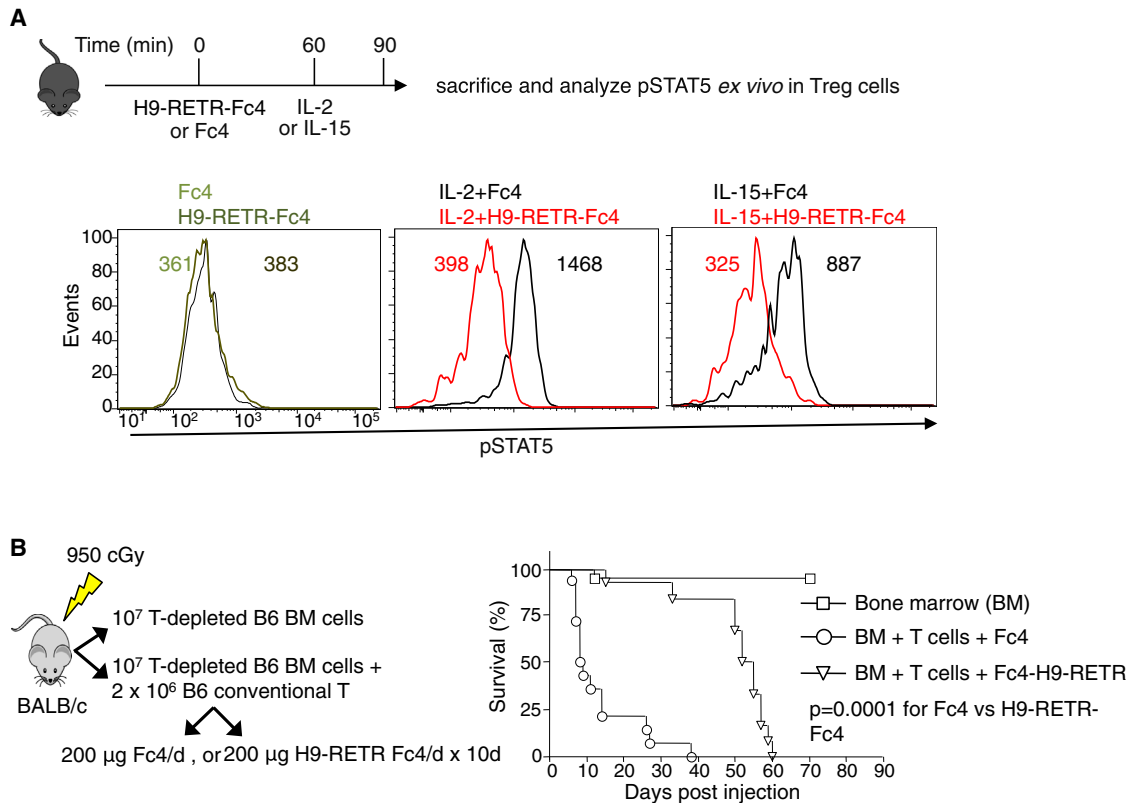 A
Time (min) 0 60 90
H9-RETR-Fc4 IL-2
or Fc4 or IL-15
sacrifice and analyze pSTAT5 ex vivo in Treg cells
Fc4
H9-RETR-Fc4
IL-2+Fc4
IL-2+H9-RETR-Fc4
IL-15+Fc4
IL-15+H9-RETR-Fc4
Events
100
80
60
40
20
0
361 383
398 1468
325 887
10¹ 10² 10³ 10⁴ 10⁵
pSTAT5
B
950 cGy
10⁷ T-depleted B6 BM cells
10⁷ T-depleted B6 BM cells +
2 x 10⁶ B6 conventional T
BALB/c
200 µg Fc4/d , or 200 µg H9-RETR Fc4/d x 10d
Survival (%)
100
75
50
25
0
0 10 20 30 40 50 60 70 80 90
Days post injection
Bone marrow (BM)
BM + T cells + Fc4
BM + T cells + Fc4-H9-RETR
p=0.0001 for Fc4 vs H9-RETR-
Fc4